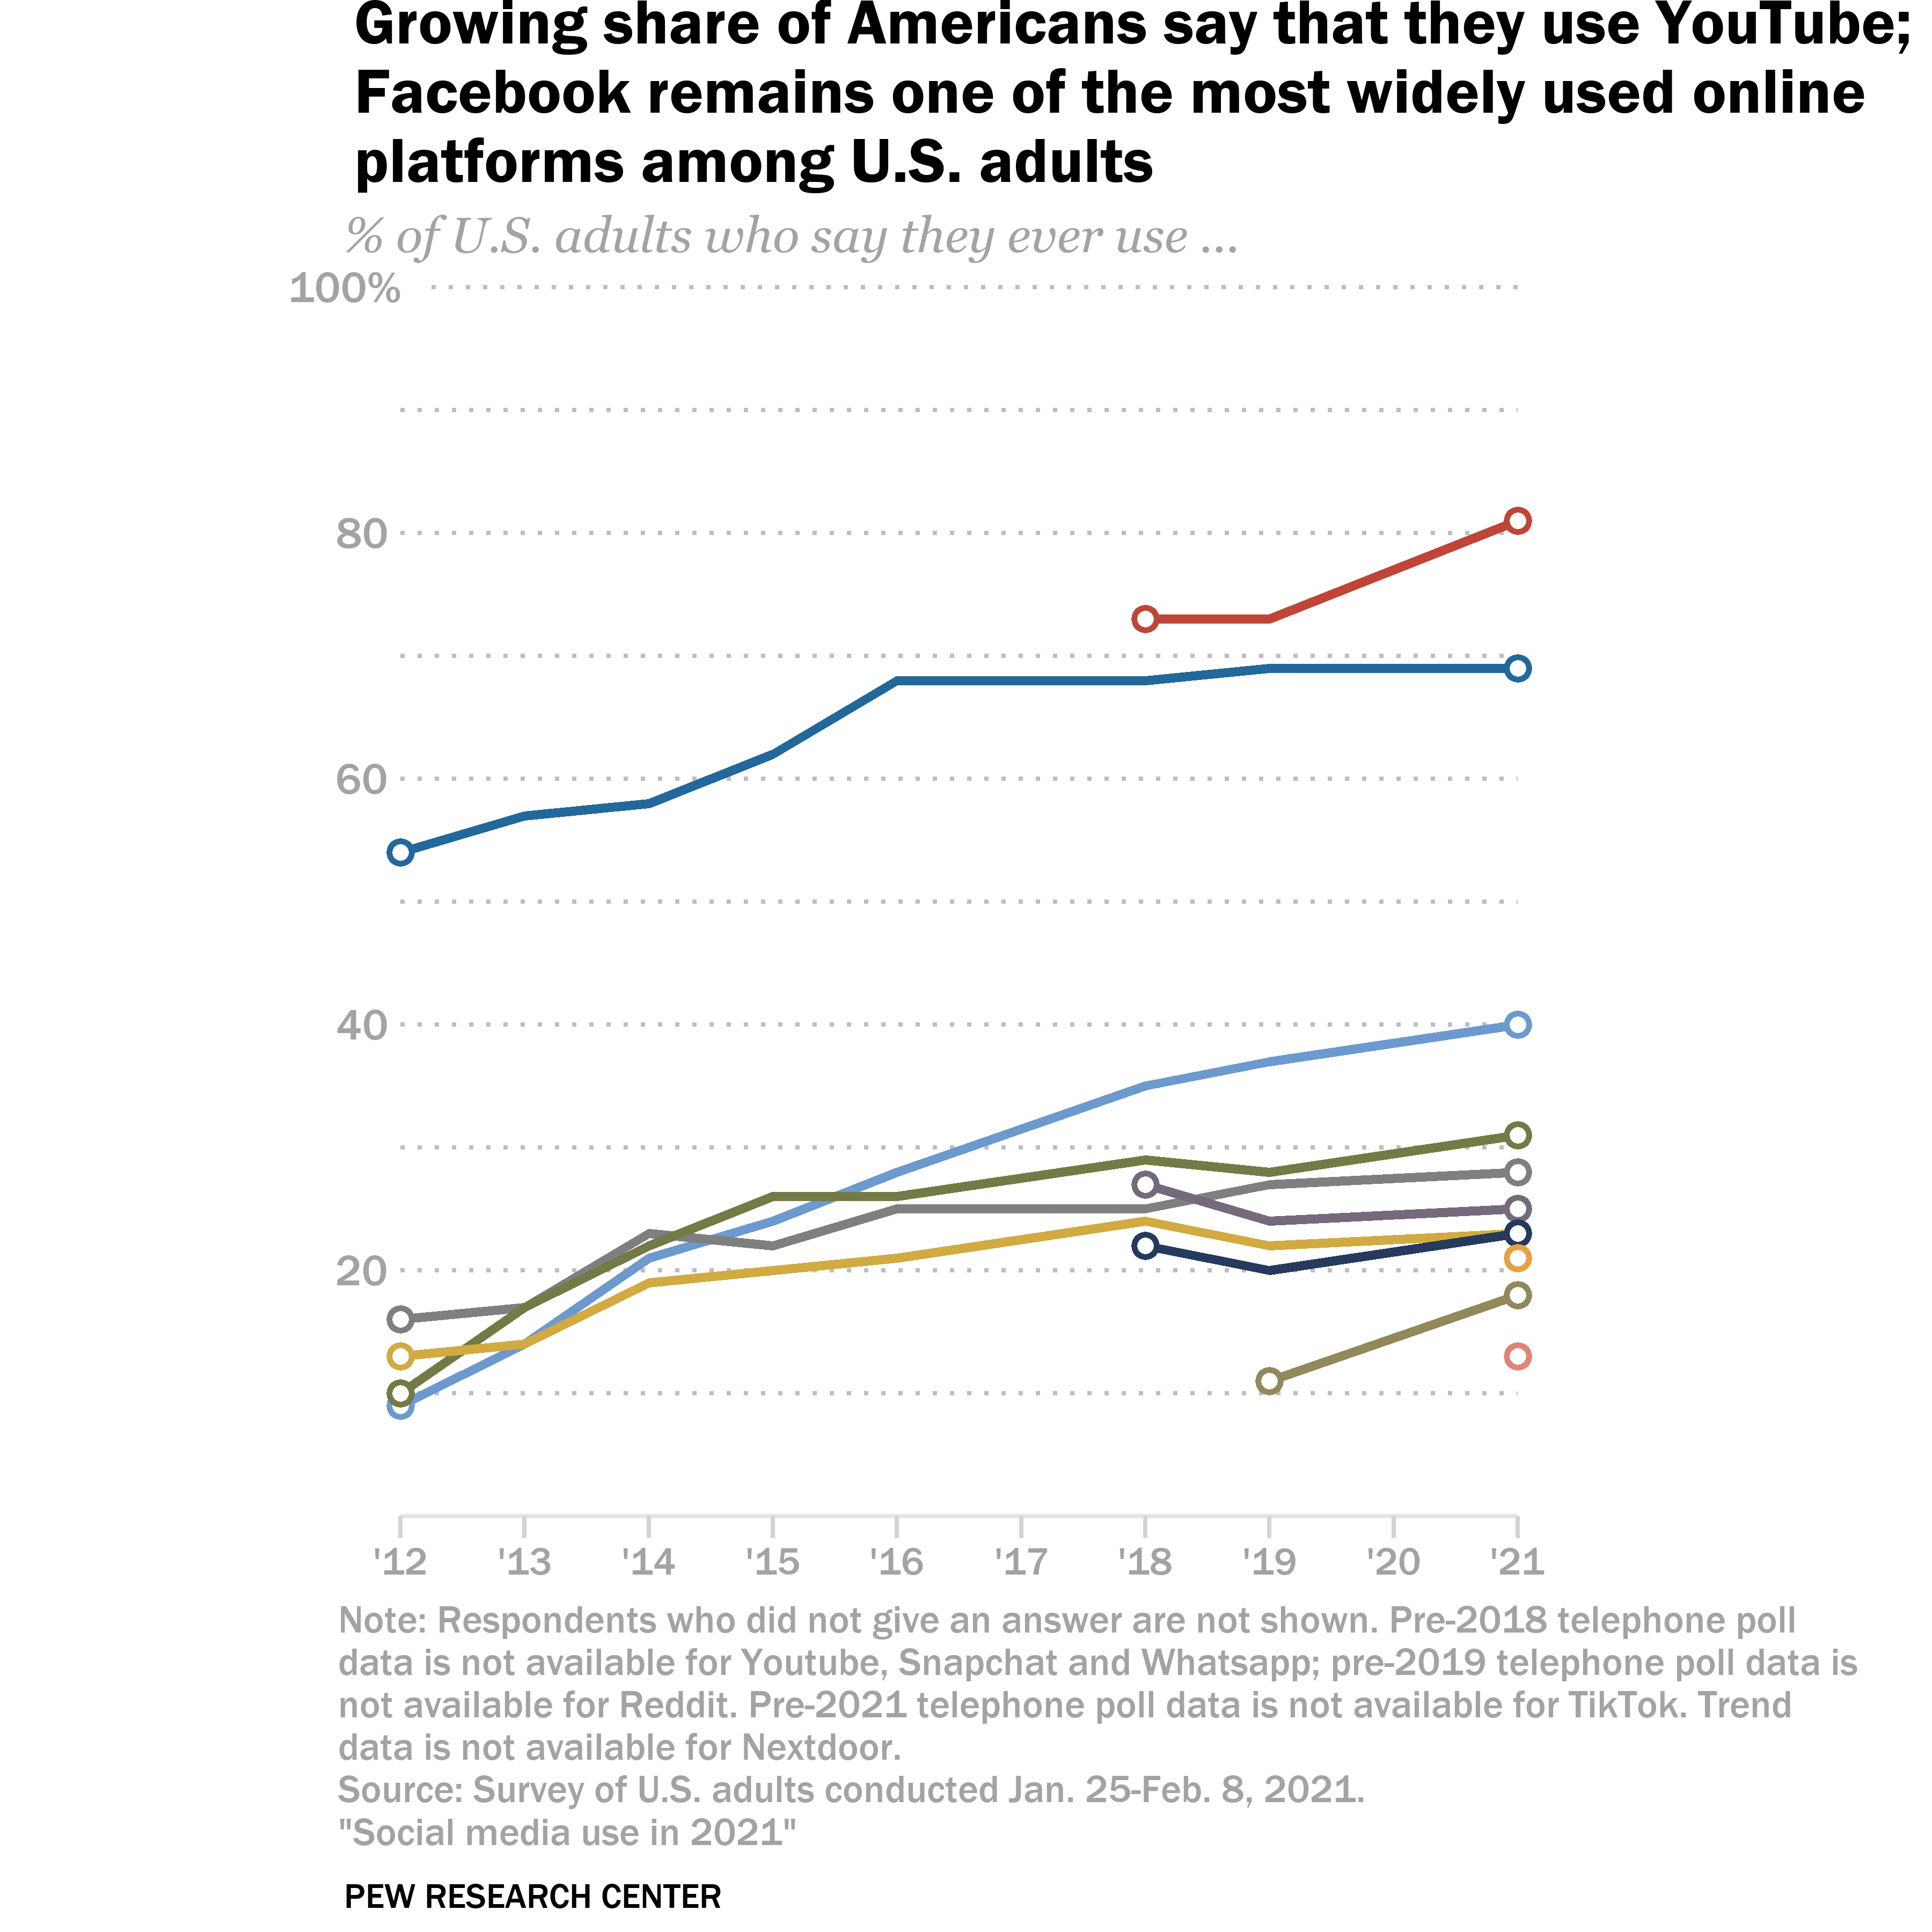 Growing share of Americans say that they use YouTube;
Facebook remains one of the most widely used online
platforms among U.S. adults
% of U.S. adults who say they ever use ...
100%
80
60
40
20
'12 '13 '14 '15 '16 '17 '18 '19 '20 '21
Note: Respondents who did not give an answer are not shown. Pre-2018 telephone poll
data is not available for Youtube, Snapchat and Whatsapp; pre-2019 telephone poll data is
not available for Reddit. Pre-2021 telephone poll data is not available for TikTok. Trend
data is not available for Nextdoor.
Source: Survey of U.S. adults conducted Jan. 25-Feb. 8, 2021.
"Social media use in 2021"
PEW RESEARCH CENTER